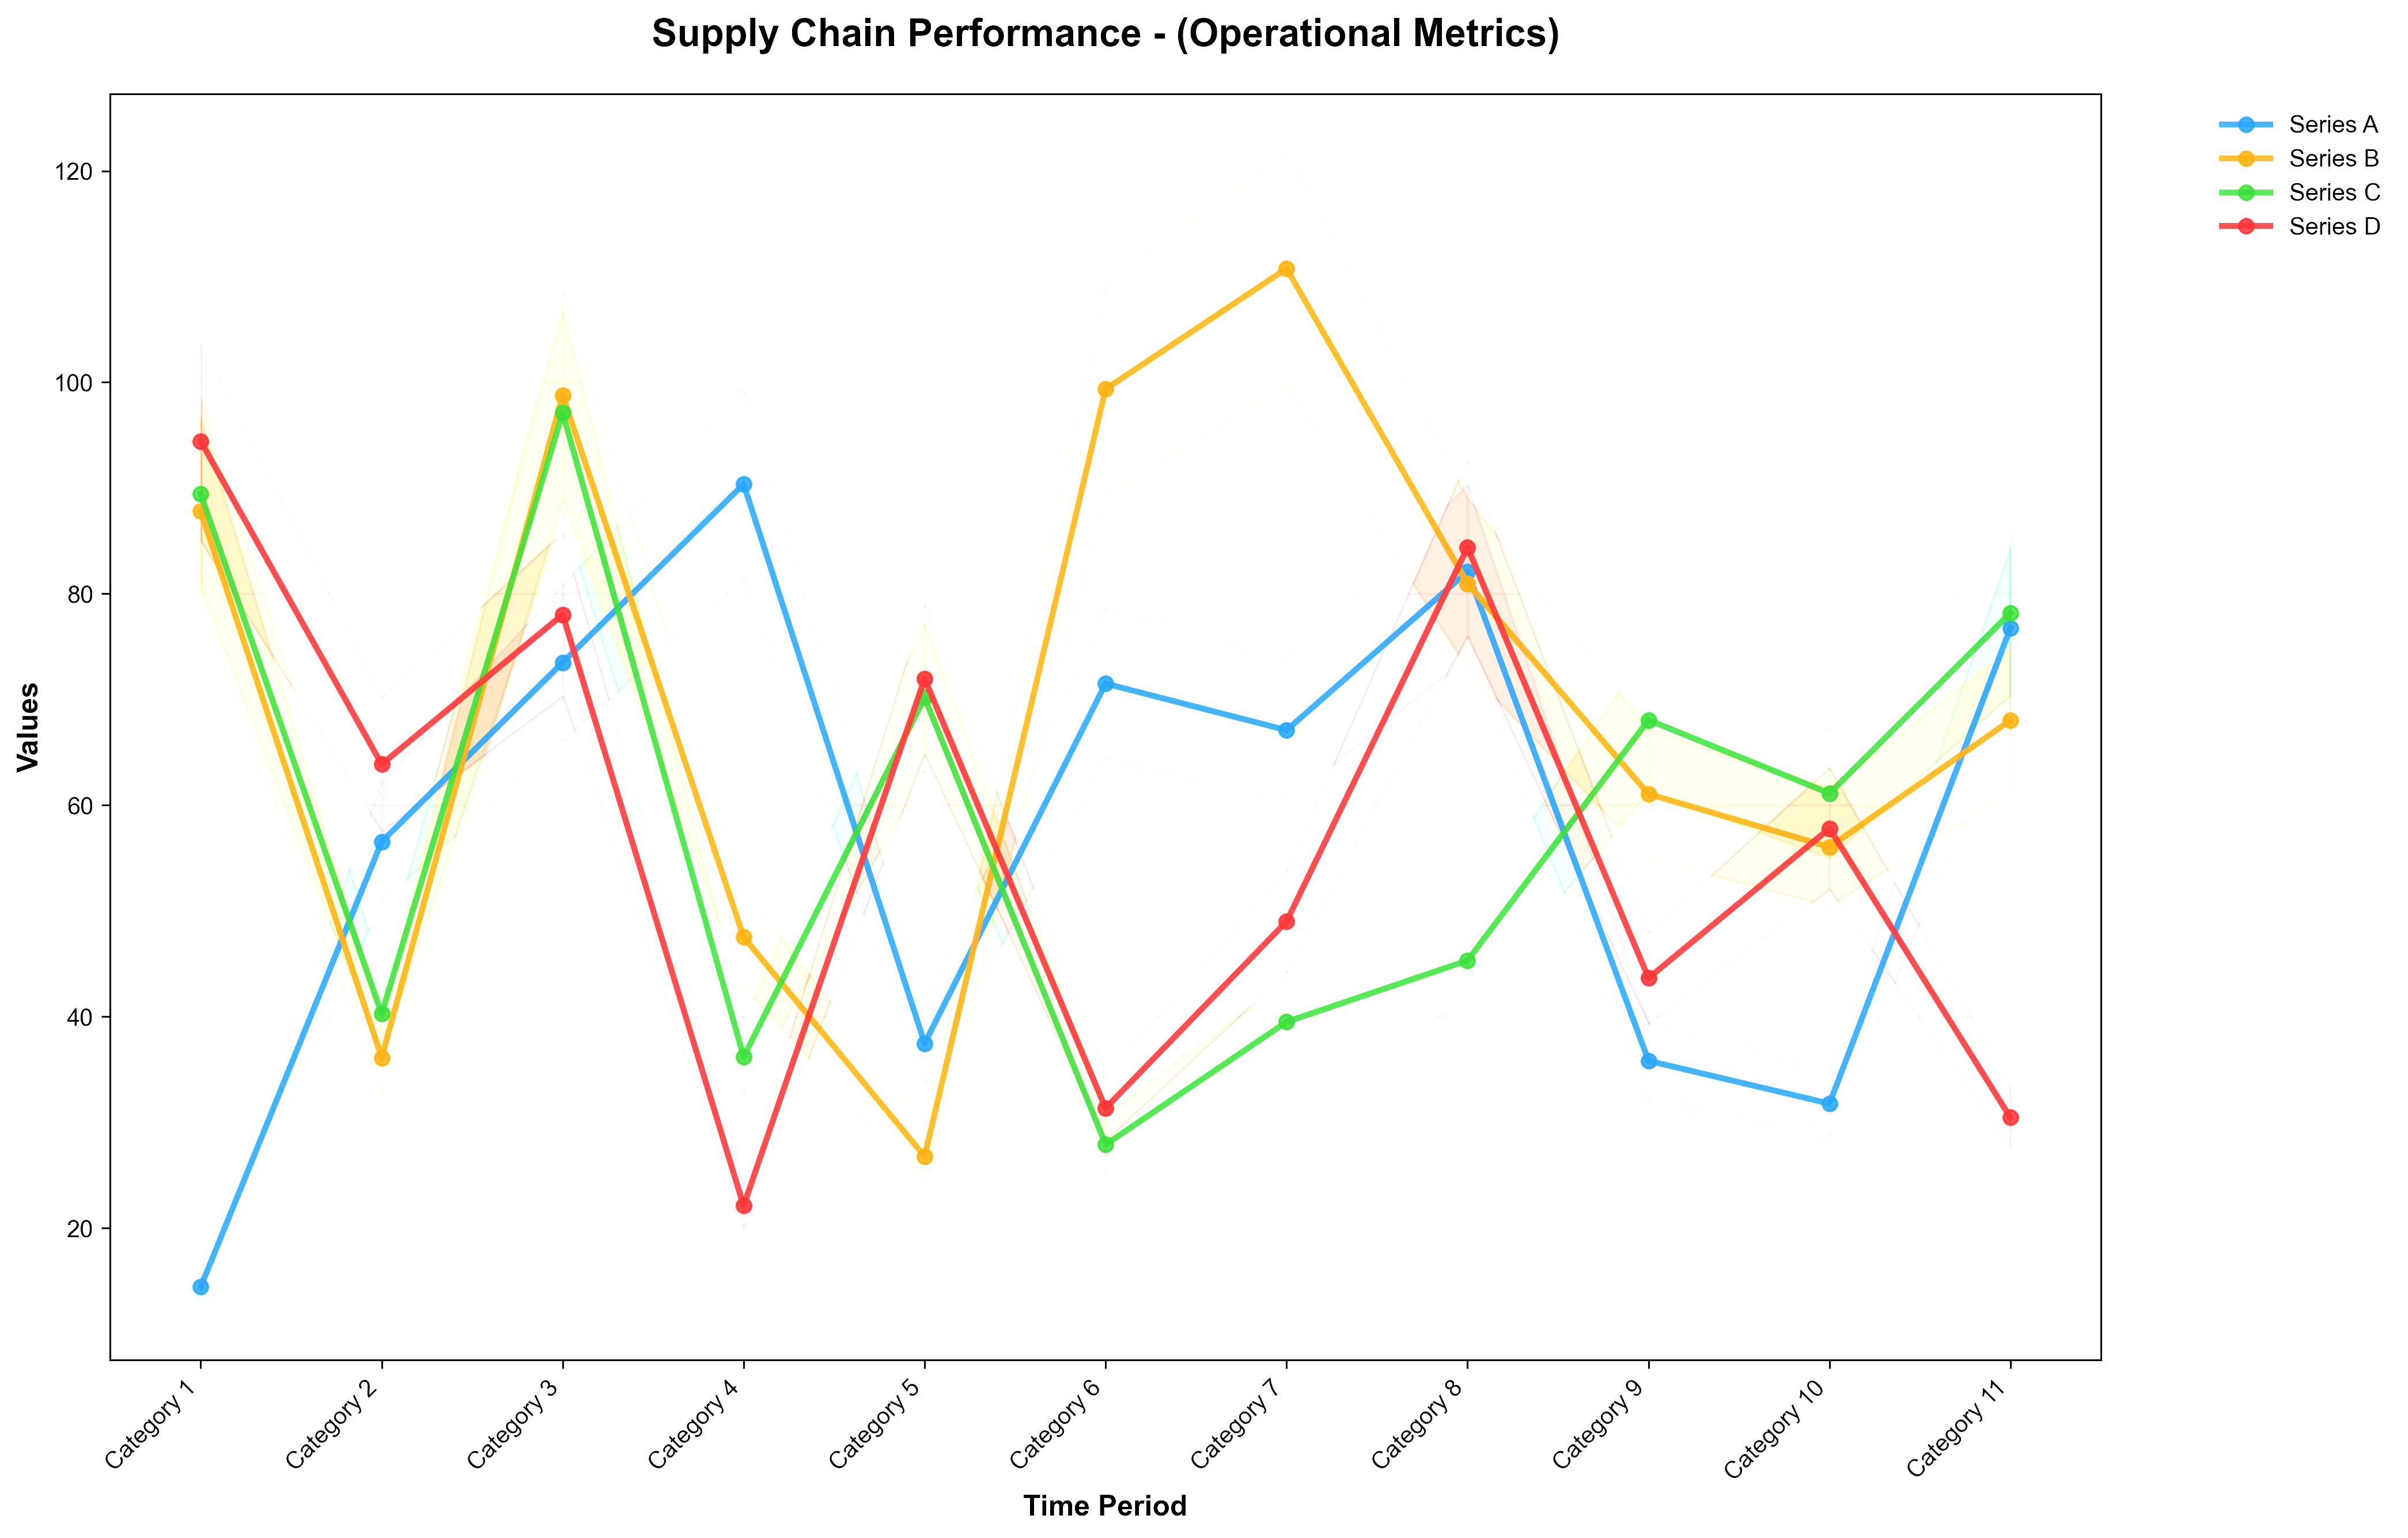 Supply Chain Performance - (Operational Metrics)
Series A
Series B
Series C
Series D
Values
120
100
80
60
40
20
Category 1
Category 2
Category 3
Category 4
Category 5
Category 6
Category 7
Category 8
Category 9
Category 10
Category 11
Time Period